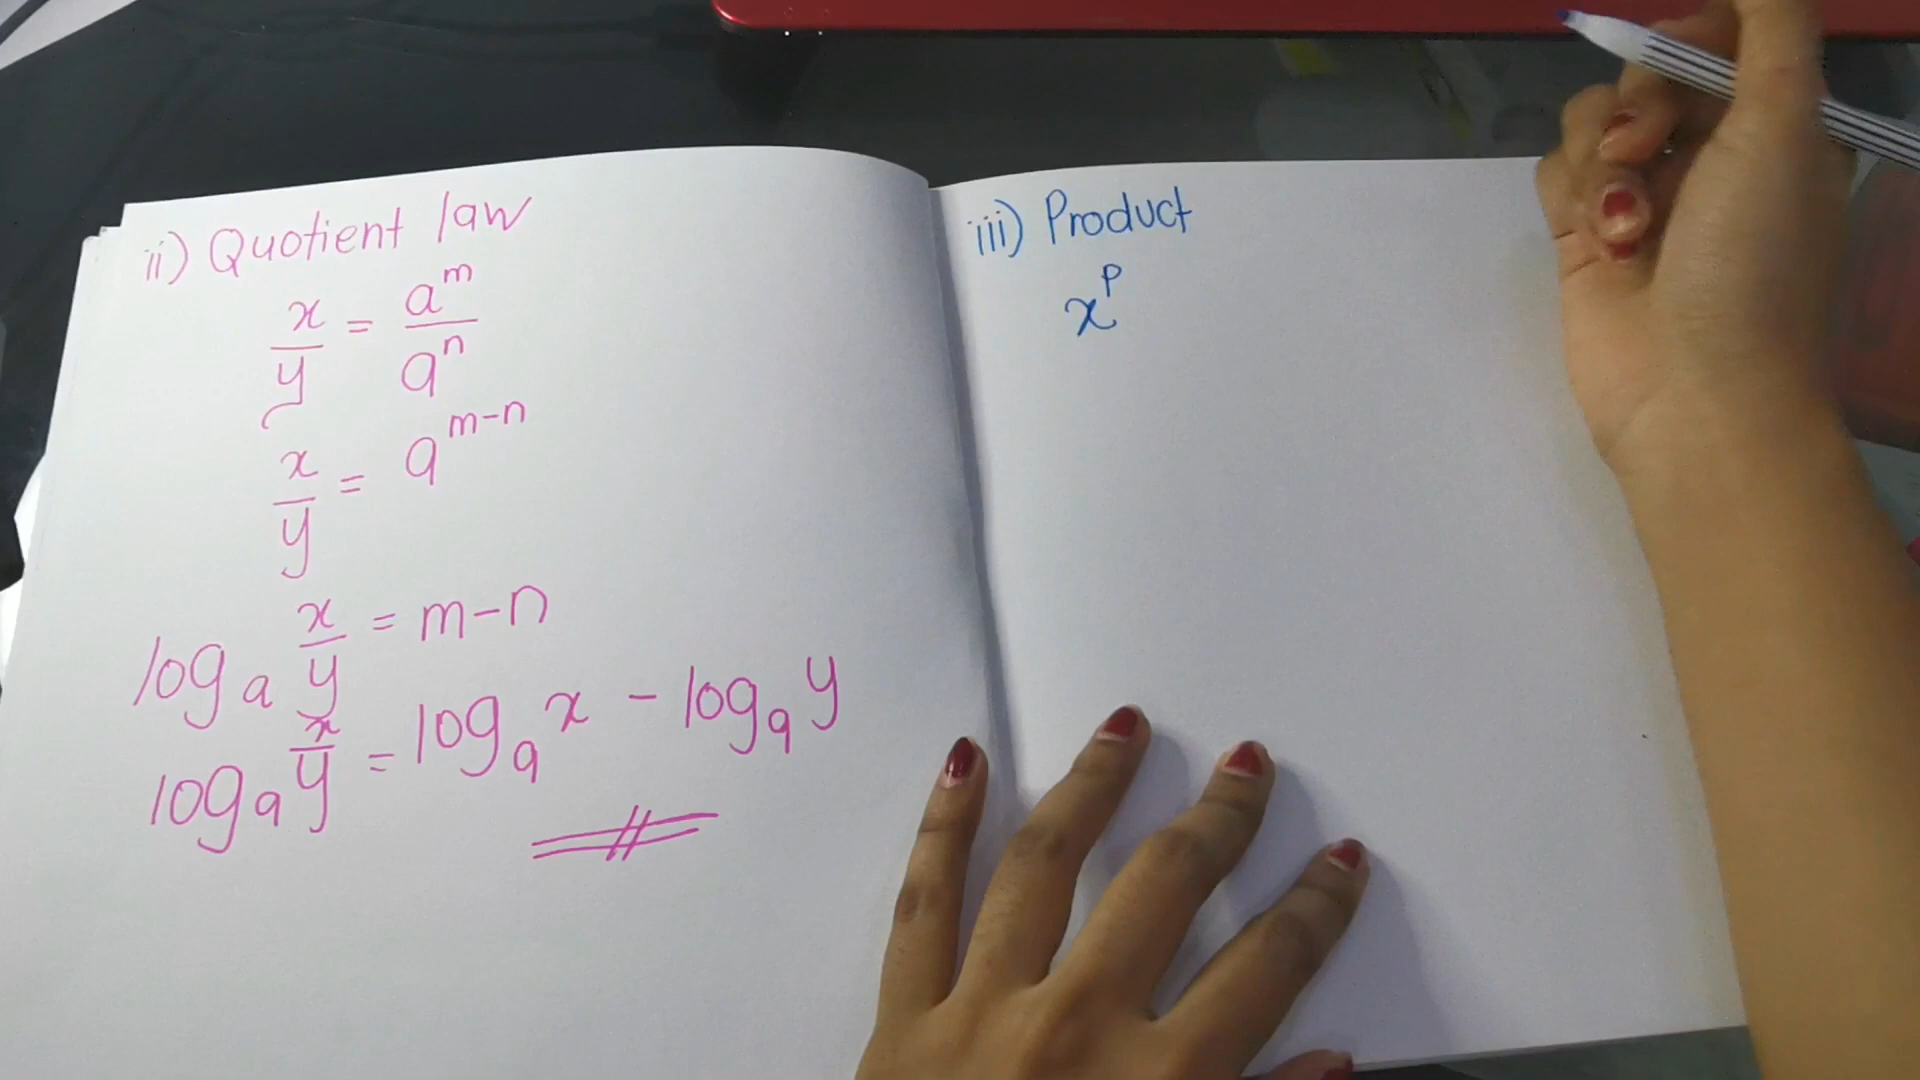 ii) Quotient law
x/y = a^m/a^n
x/y = a^(m-n)
log_a x/y = m-n
log_a x/y = log_a x - log_a y
iii) Product
x^p